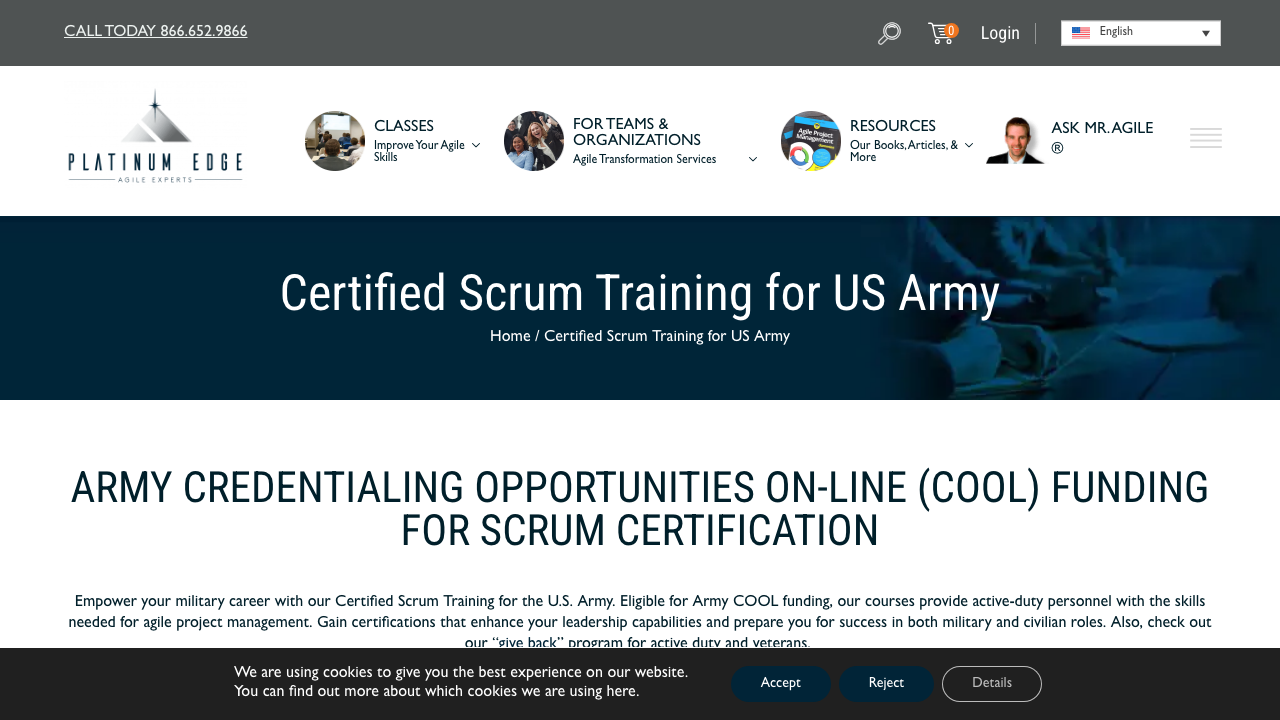 CALL TODAY 866.652.9866
0
Login
English
PLATINUM EDGE
AGILE EXPERTS
CLASSES
Improve Your Agile
Skills
FOR TEAMS &
ORGANIZATIONS
Agile Transformation Services
Agile Project
Management
RESOURCES
Our Books, Articles, &
More
ASK MR. AGILE
®
Certified Scrum Training for US Army
Home / Certified Scrum Training for US Army
ARMY CREDENTIALING OPPORTUNITIES ON-LINE (COOL) FUNDING
FOR SCRUM CERTIFICATION
Empower your military career with our Certified Scrum Training for the U.S. Army. Eligible for Army COOL funding, our courses provide active-duty personnel with the skills
needed for agile project management. Gain certifications that enhance your leadership capabilities and prepare you for success in both military and civilian roles. Also, check out
our “give back” program for active duty and veterans.
We are using cookies to give you the best experience on our website.
You can find out more about which cookies we are using here.
Accept
Reject
Details